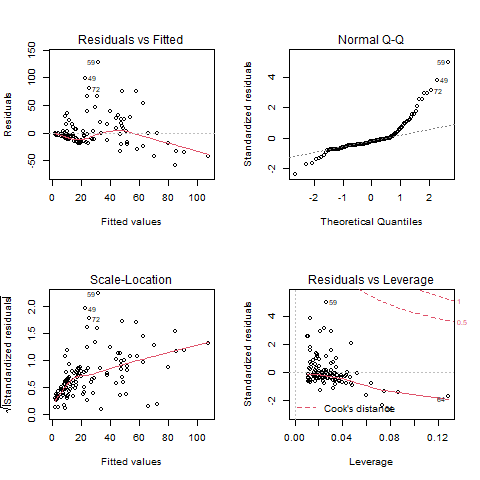 Residuals vs Fitted
Residuals
-50 0 50 100 150
59
49
72
0 20 40 60 80 100
Fitted values
Normal Q-Q
Standardized residuals
-2 0 2 4
59
49
72
-2 -1 0 1 2
Theoretical Quantiles
Scale-Location
√|Standardized residuals|
0.0 0.5 1.0 1.5 2.0
59
49
72
0 20 40 60 80 100
Fitted values
Residuals vs Leverage
Standardized residuals
-2 0 2 4
59
1
0.5
Cook's distance
0.00 0.04 0.08 0.12
Leverage